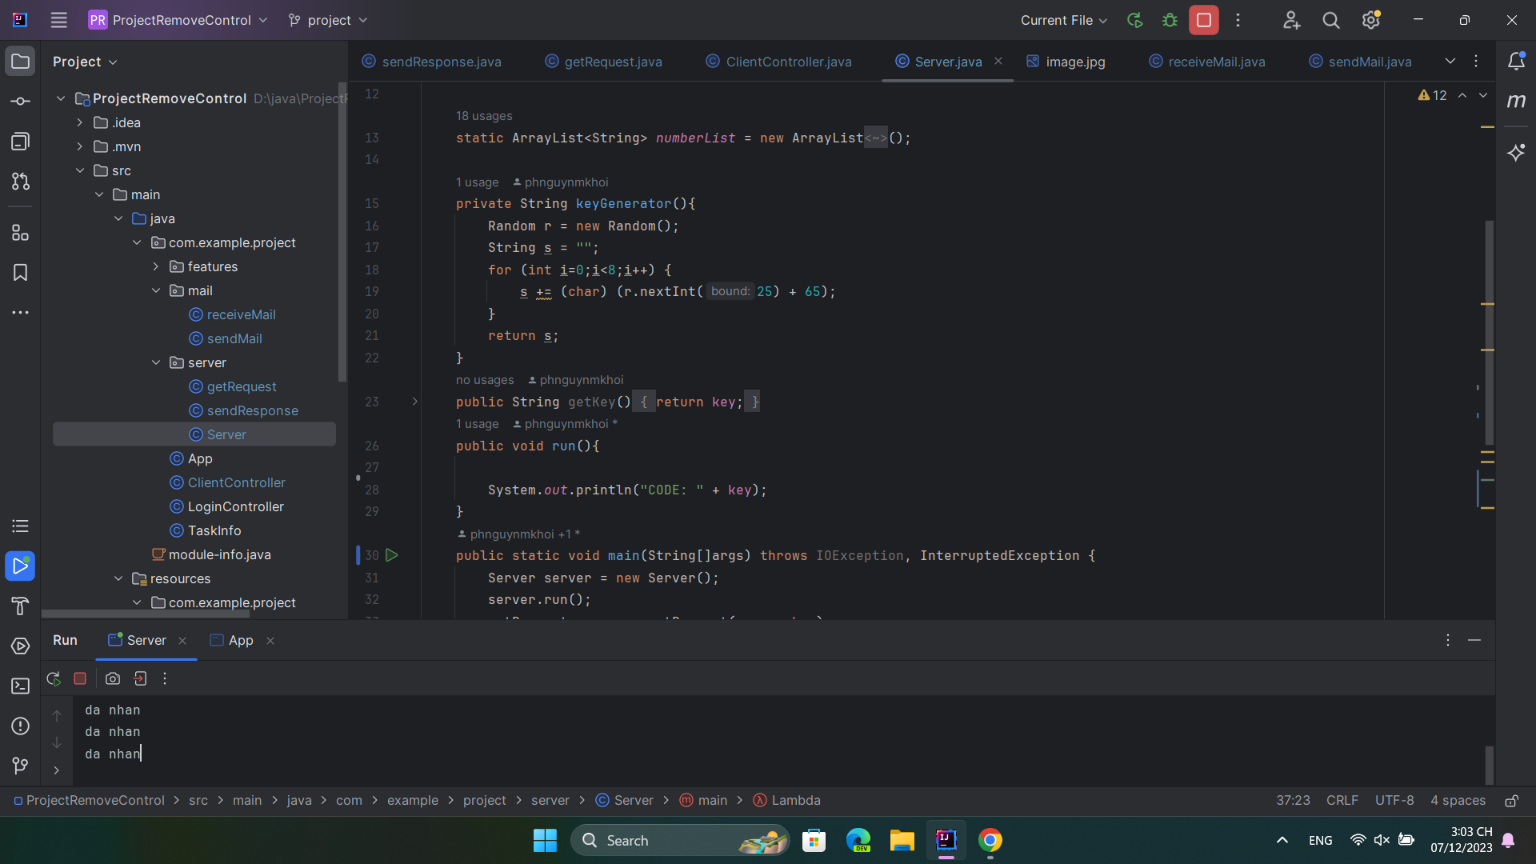 PR ProjectRemoveControl project Current File
Project
sendResponse.java getRequest.java ClientController.java Server.java image.jpg receiveMail.java sendMail.java
ProjectRemoveControl D:\java\ProjectR
.idea
.mvn
src
main
java
com.example.project
features
mail
receiveMail
sendMail
server
getRequest
sendResponse
Server
App
ClientController
LoginController
TaskInfo
module-info.java
resources
com.example.project
12
12
18 usages
13 static ArrayList<String> numberList = new ArrayList<~>();
14
1 usage phnguynmkhoi
15 private String keyGenerator(){
16 Random r = new Random();
17 String s = "";
18 for (int i=0;i<8;i++) {
19 s += (char) (r.nextInt( bound: 25) + 65);
20 }
21 return s;
22 }
no usages phnguynmkhoi
23 public String getKey() { return key; }
1 usage phnguynmkhoi *
26 public void run(){
27
28 System.out.println("CODE: " + key);
29 }
phnguynmkhoi +1 *
30 public static void main(String[]args) throws IOException, InterruptedException {
31 Server server = new Server();
32 server.run();
Run Server App
da nhan
da nhan
da nhan
ProjectRemoveControl > src > main > java > com > example > project > server > Server > main > Lambda 37:23 CRLF UTF-8 4 spaces
Search ENG 3:03 CH
07/12/2023